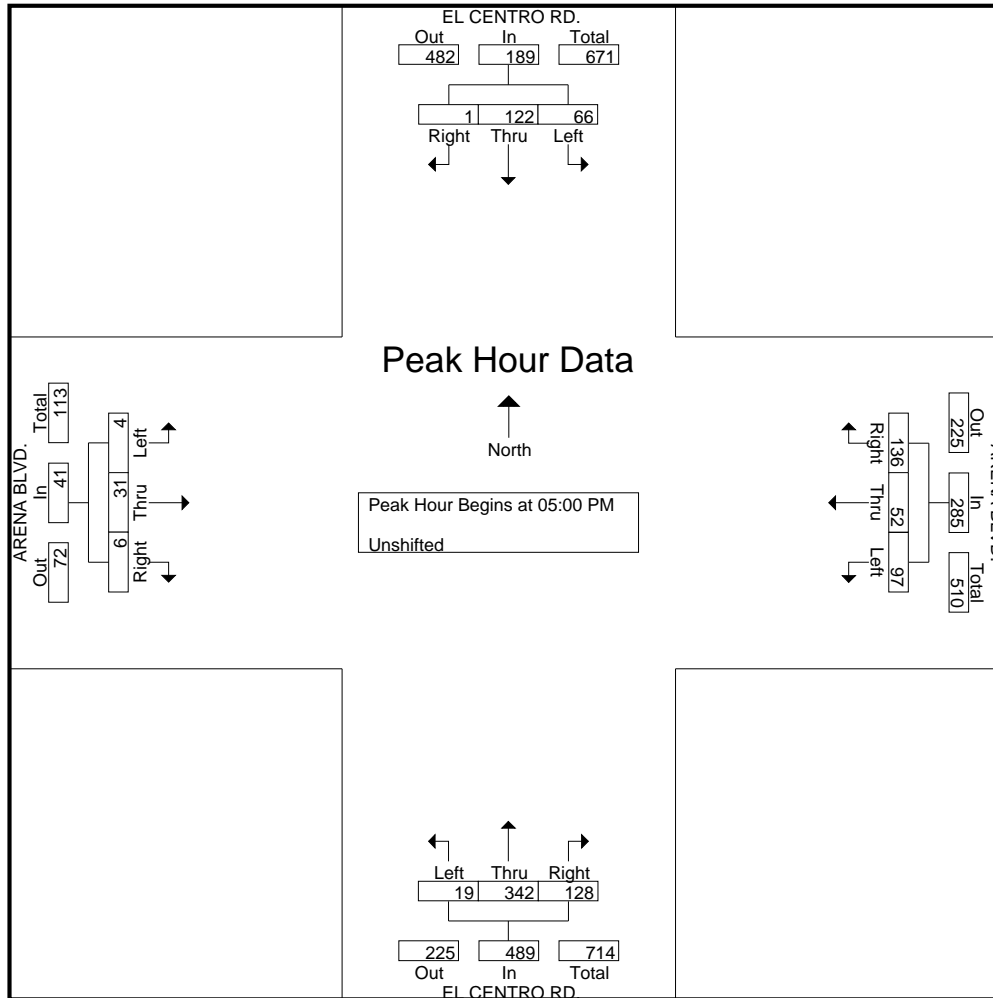 EL CENTRO RD.
Out In Total
482 189 671
1 122 66
Right Thru Left
Peak Hour Data
North
Peak Hour Begins at 05:00 PM
Unshifted
ARENA BLVD.
Out In Total
72 41 113
6 31 4
Right Thru Left
Out In Total
225 285 510
136 52 97
Right Thru Left
Left Thru Right
19 342 128
225 489 714
Out In Total
EL CENTRO RD.